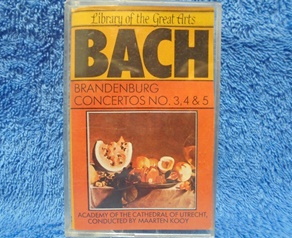 Library of the Great Arts
BACH
BRANDENBURG
CONCERTOS NO. 3,4 & 5
ACADEMY OF THE CATHEDRAL OF UTRECHT,
CONDUCTED BY MAARTEN KOOY